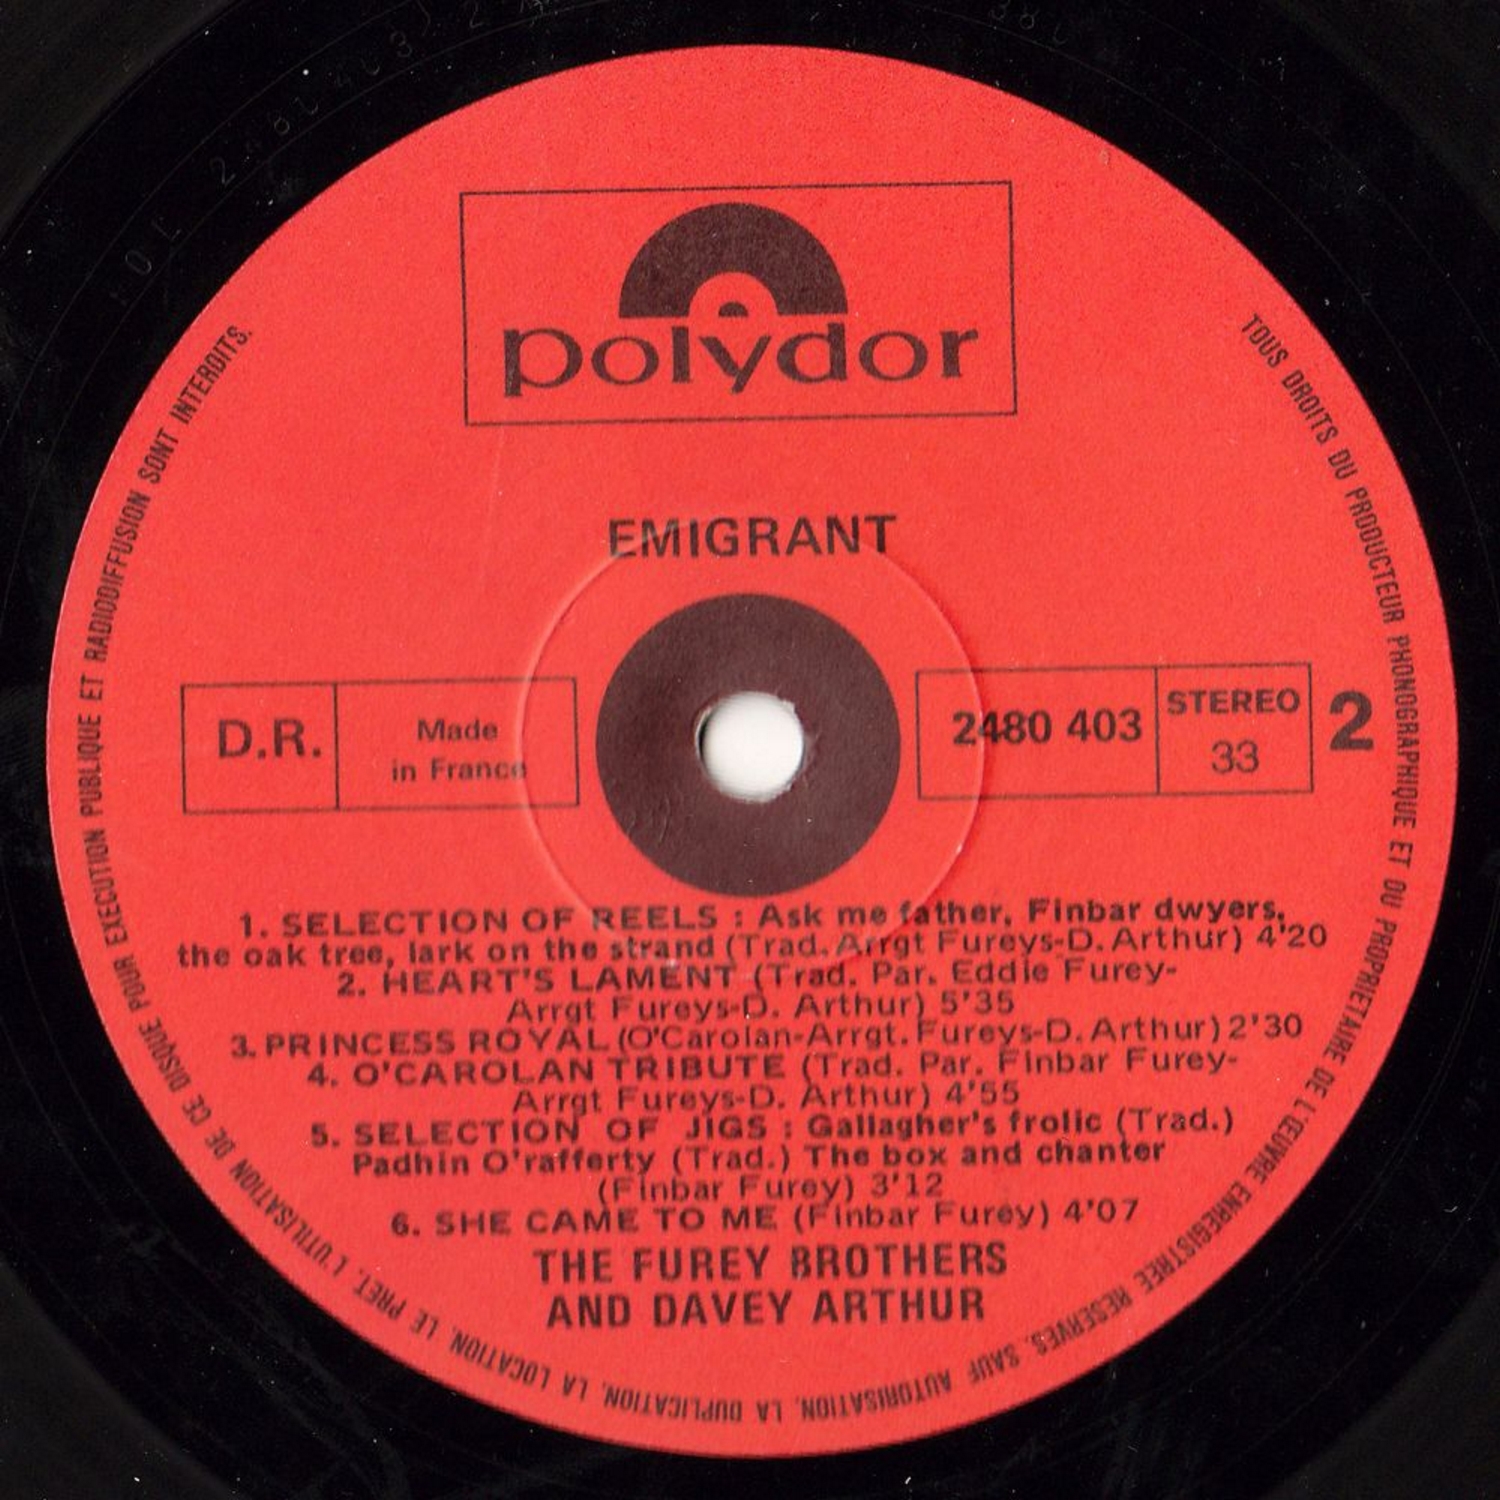 polydor
EMIGRANT
D.R.
Made
in France
2480 403
STEREO
33
2
1. SELECTION OF REELS : Ask me father, Finbar dwyers,
the oak tree, lark on the strand (Trad. Arrgt Fureys-D. Arthur) 4'20
2. HEART'S LAMENT (Trad. Par. Eddie Furey-
Arrgt Fureys-D. Arthur) 5'35
3. PRINCESS ROYAL (O'Carolan-Arrgt. Fureys-D. Arthur) 2'30
4. O'CAROLAN TRIBUTE (Trad. Par. Finbar Furey-
Arrgt Fureys-D. Arthur) 4'55
5. SELECTION OF JIGS : Gallagher's frolic (Trad.)
Padhin O'rafferty (Trad.) The box and chanter
(Finbar Furey) 3'12
6. SHE CAME TO ME (Finbar Furey) 4'07
THE FUREY BROTHERS
AND DAVEY ARTHUR
TOUS DROITS DU PRODUCTEUR PHONOGRAPHIQUE ET DU PROPRIETAIRE DE L'ŒUVRE ENREGISTREE RESERVES. SAUF AUTORISATION, LA DUPLICATION, LA LOCATION, LE PRET, L'UTILISATION DE CE DISQUE POUR EXECUTION PUBLIQUE ET RADIODIFFUSION SONT INTERDITS.